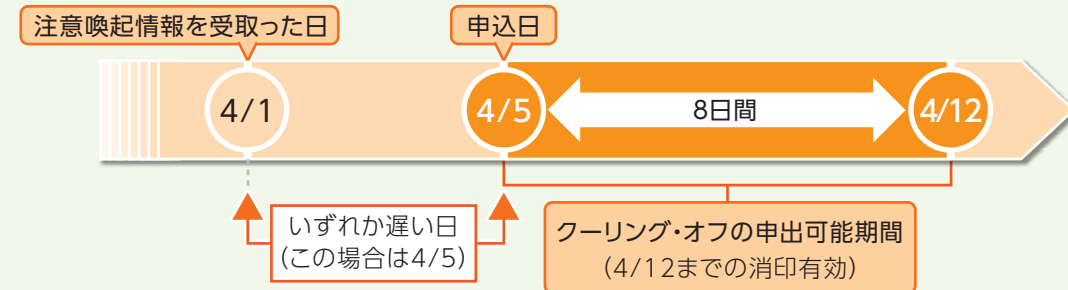 注意喚起情報を受取った日
申込日
4/1
4/5
8日間
4/12
いずれか遅い日
(この場合は4/5)
クーリング・オフの申出可能期間
(4/12までの消印有効)